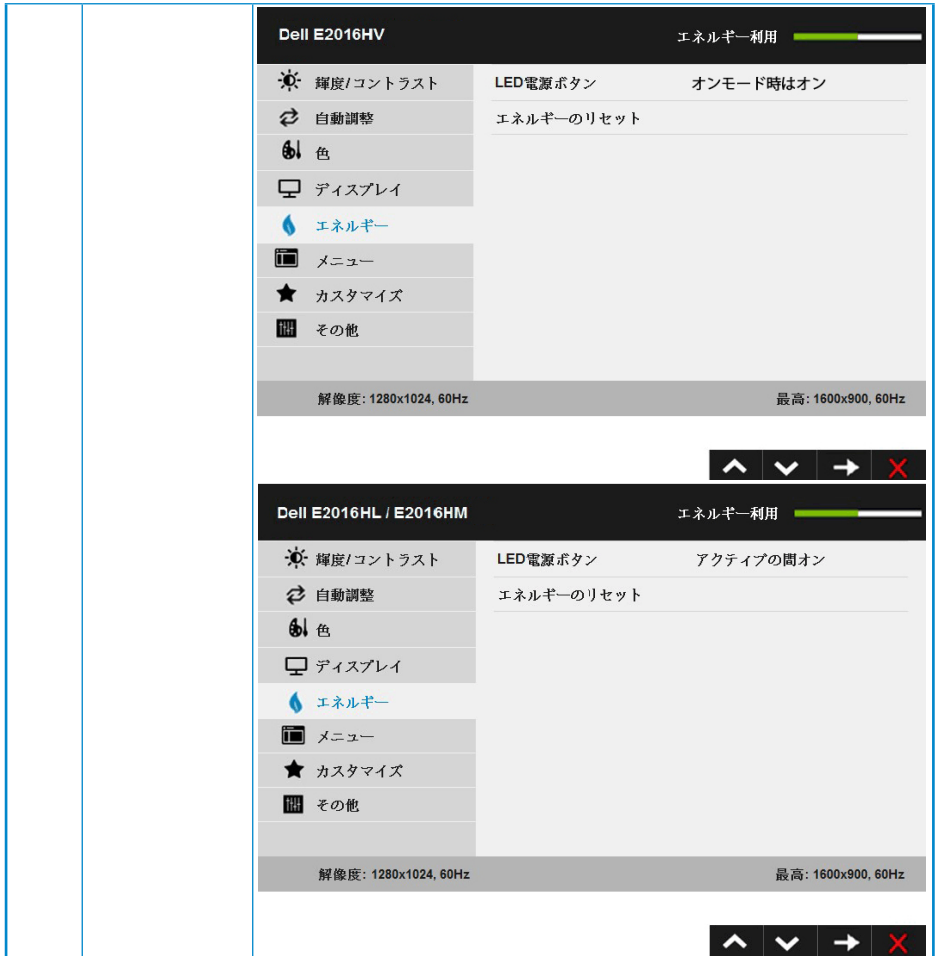 Dell E2016HV エネルギー利用
輝度/コントラスト LED電源ボタン オンモード時はオン
自動調整 エネルギーのリセット
色
ディスプレイ
エネルギー
メニュー
カスタマイズ
その他
解像度: 1280x1024, 60Hz 最高: 1600x900, 60Hz
Dell E2016HL / E2016HM エネルギー利用
輝度/コントラスト LED電源ボタン アクティブの間オン
自動調整 エネルギーのリセット
色
ディスプレイ
エネルギー
メニュー
カスタマイズ
その他
解像度: 1280x1024, 60Hz 最高: 1600x900, 60Hz